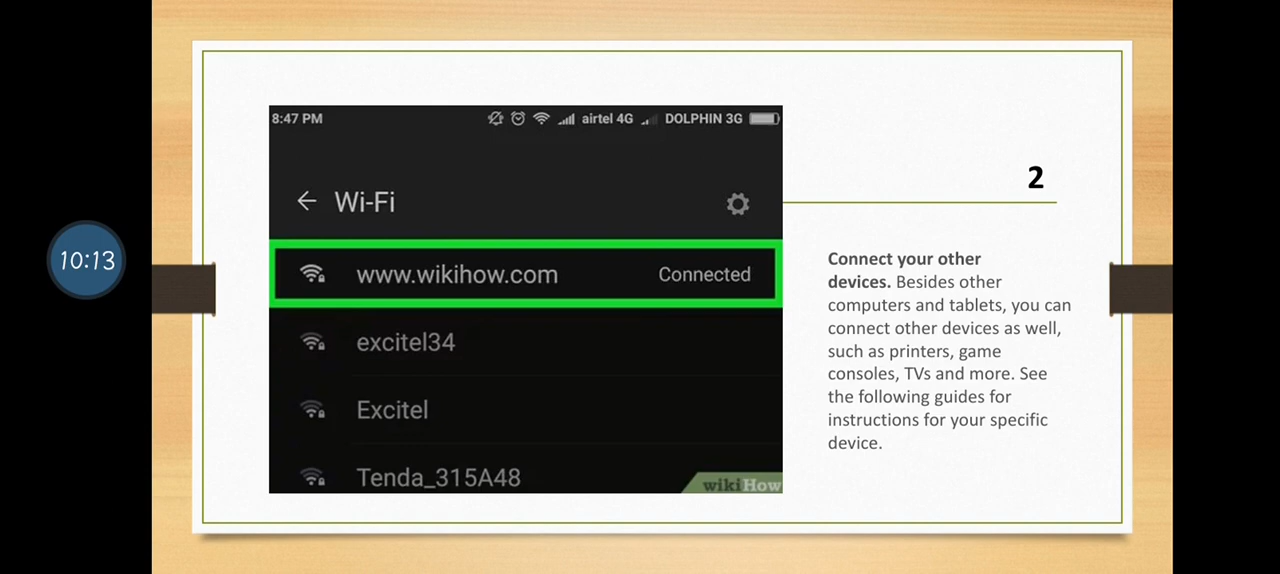 10:13
8:47 PM airtel 4G DOLPHIN 3G
Wi-Fi
www.wikihow.com Connected
excitel34
Excitel
Tenda_315A48
wikiHow
2
Connect your other
devices. Besides other
computers and tablets, you can
connect other devices as well,
such as printers, game
consoles, TVs and more. See
the following guides for
instructions for your specific
device.